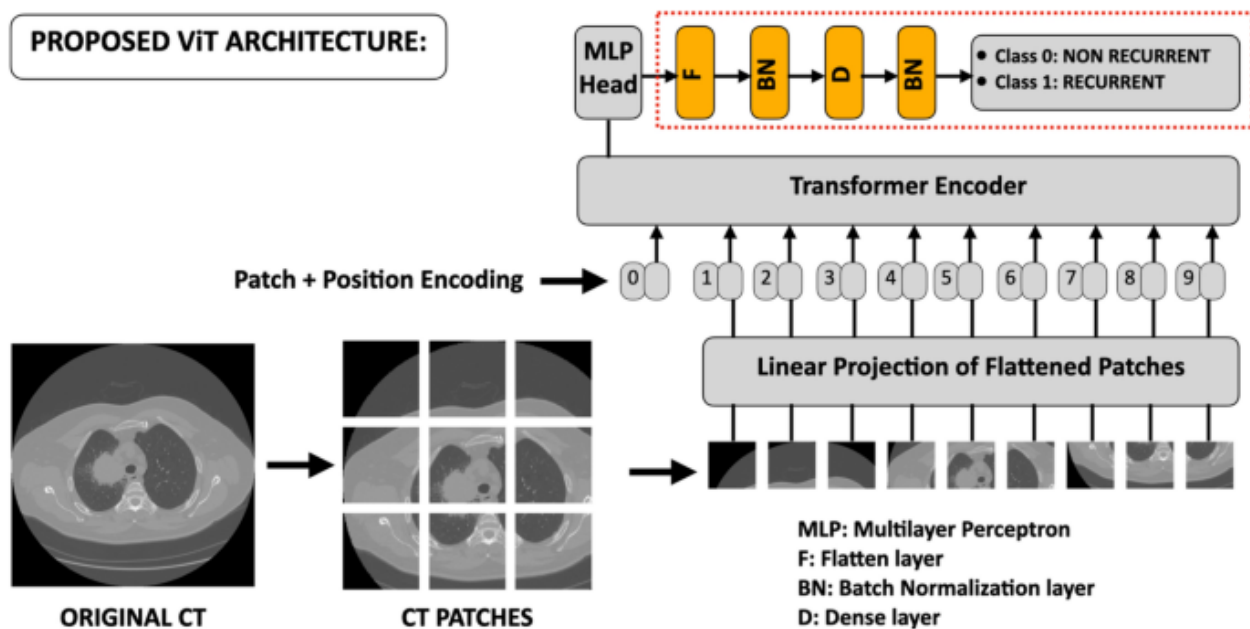 PROPOSED ViT ARCHITECTURE:
MLP
Head
F
BN
D
BN
• Class 0: NON RECURRENT
• Class 1: RECURRENT
Transformer Encoder
Patch + Position Encoding
0 1 2 3 4 5 6 7 8 9
Linear Projection of Flattened Patches
ORIGINAL CT
CT PATCHES
MLP: Multilayer Perceptron
F: Flatten layer
BN: Batch Normalization layer
D: Dense layer